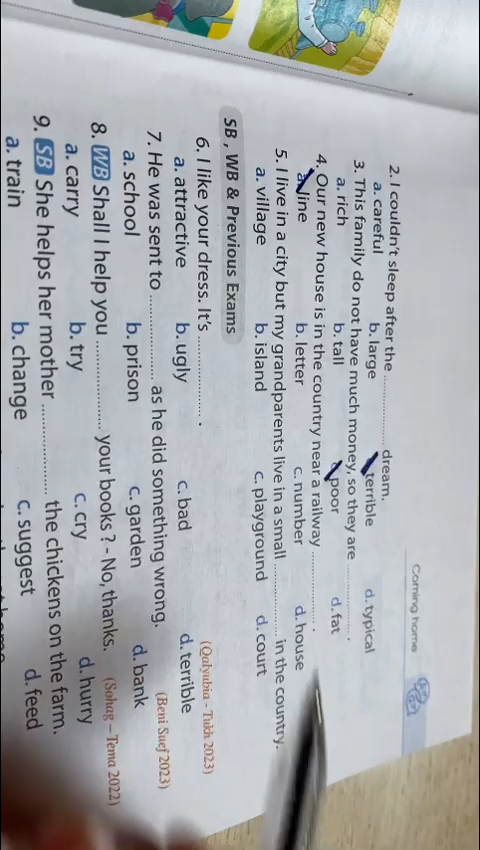 Coming home
2. I couldn't sleep after the .................... dream.
a. careful b. large terrible d. typical
3. This family do not have much money, so they are .................... .
a. rich b. tall poor d. fat
4. Our new house is in the country near a railway .................... .
a. line b. letter c. number d. house
5. I live in a city but my grandparents live in a small .................... in the country.
a. village b. island c. playground d. court
SB , WB & Previous Exams
6. I like your dress. It's .................... .
(Qalyubia - Tukh 2023)
a. attractive b. ugly c. bad d. terrible
7. He was sent to .................... as he did something wrong.
(Beni Suef 2023)
a. school b. prison c. garden d. bank
8. WB Shall I help you .................... your books ? - No, thanks.
(Sohag – Tema 2022)
a. carry b. try c. cry d. hurry
9. SB She helps her mother .................... the chickens on the farm.
a. train b. change c. suggest d. feed